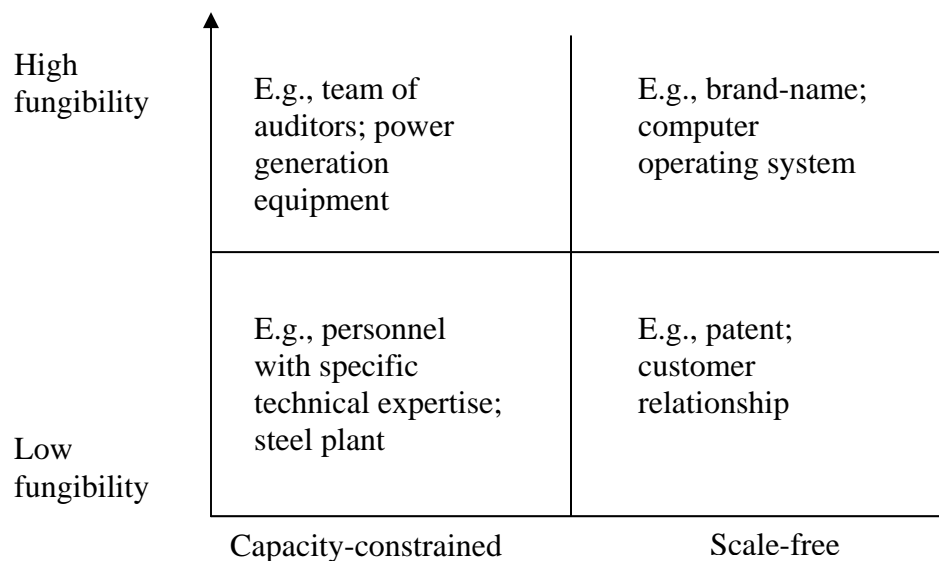 High
fungibility
E.g., team of
auditors; power
generation
equipment
E.g., brand-name;
computer
operating system
E.g., personnel
with specific
technical expertise;
steel plant
E.g., patent;
customer
relationship
Low
fungibility
Capacity-constrained
Scale-free